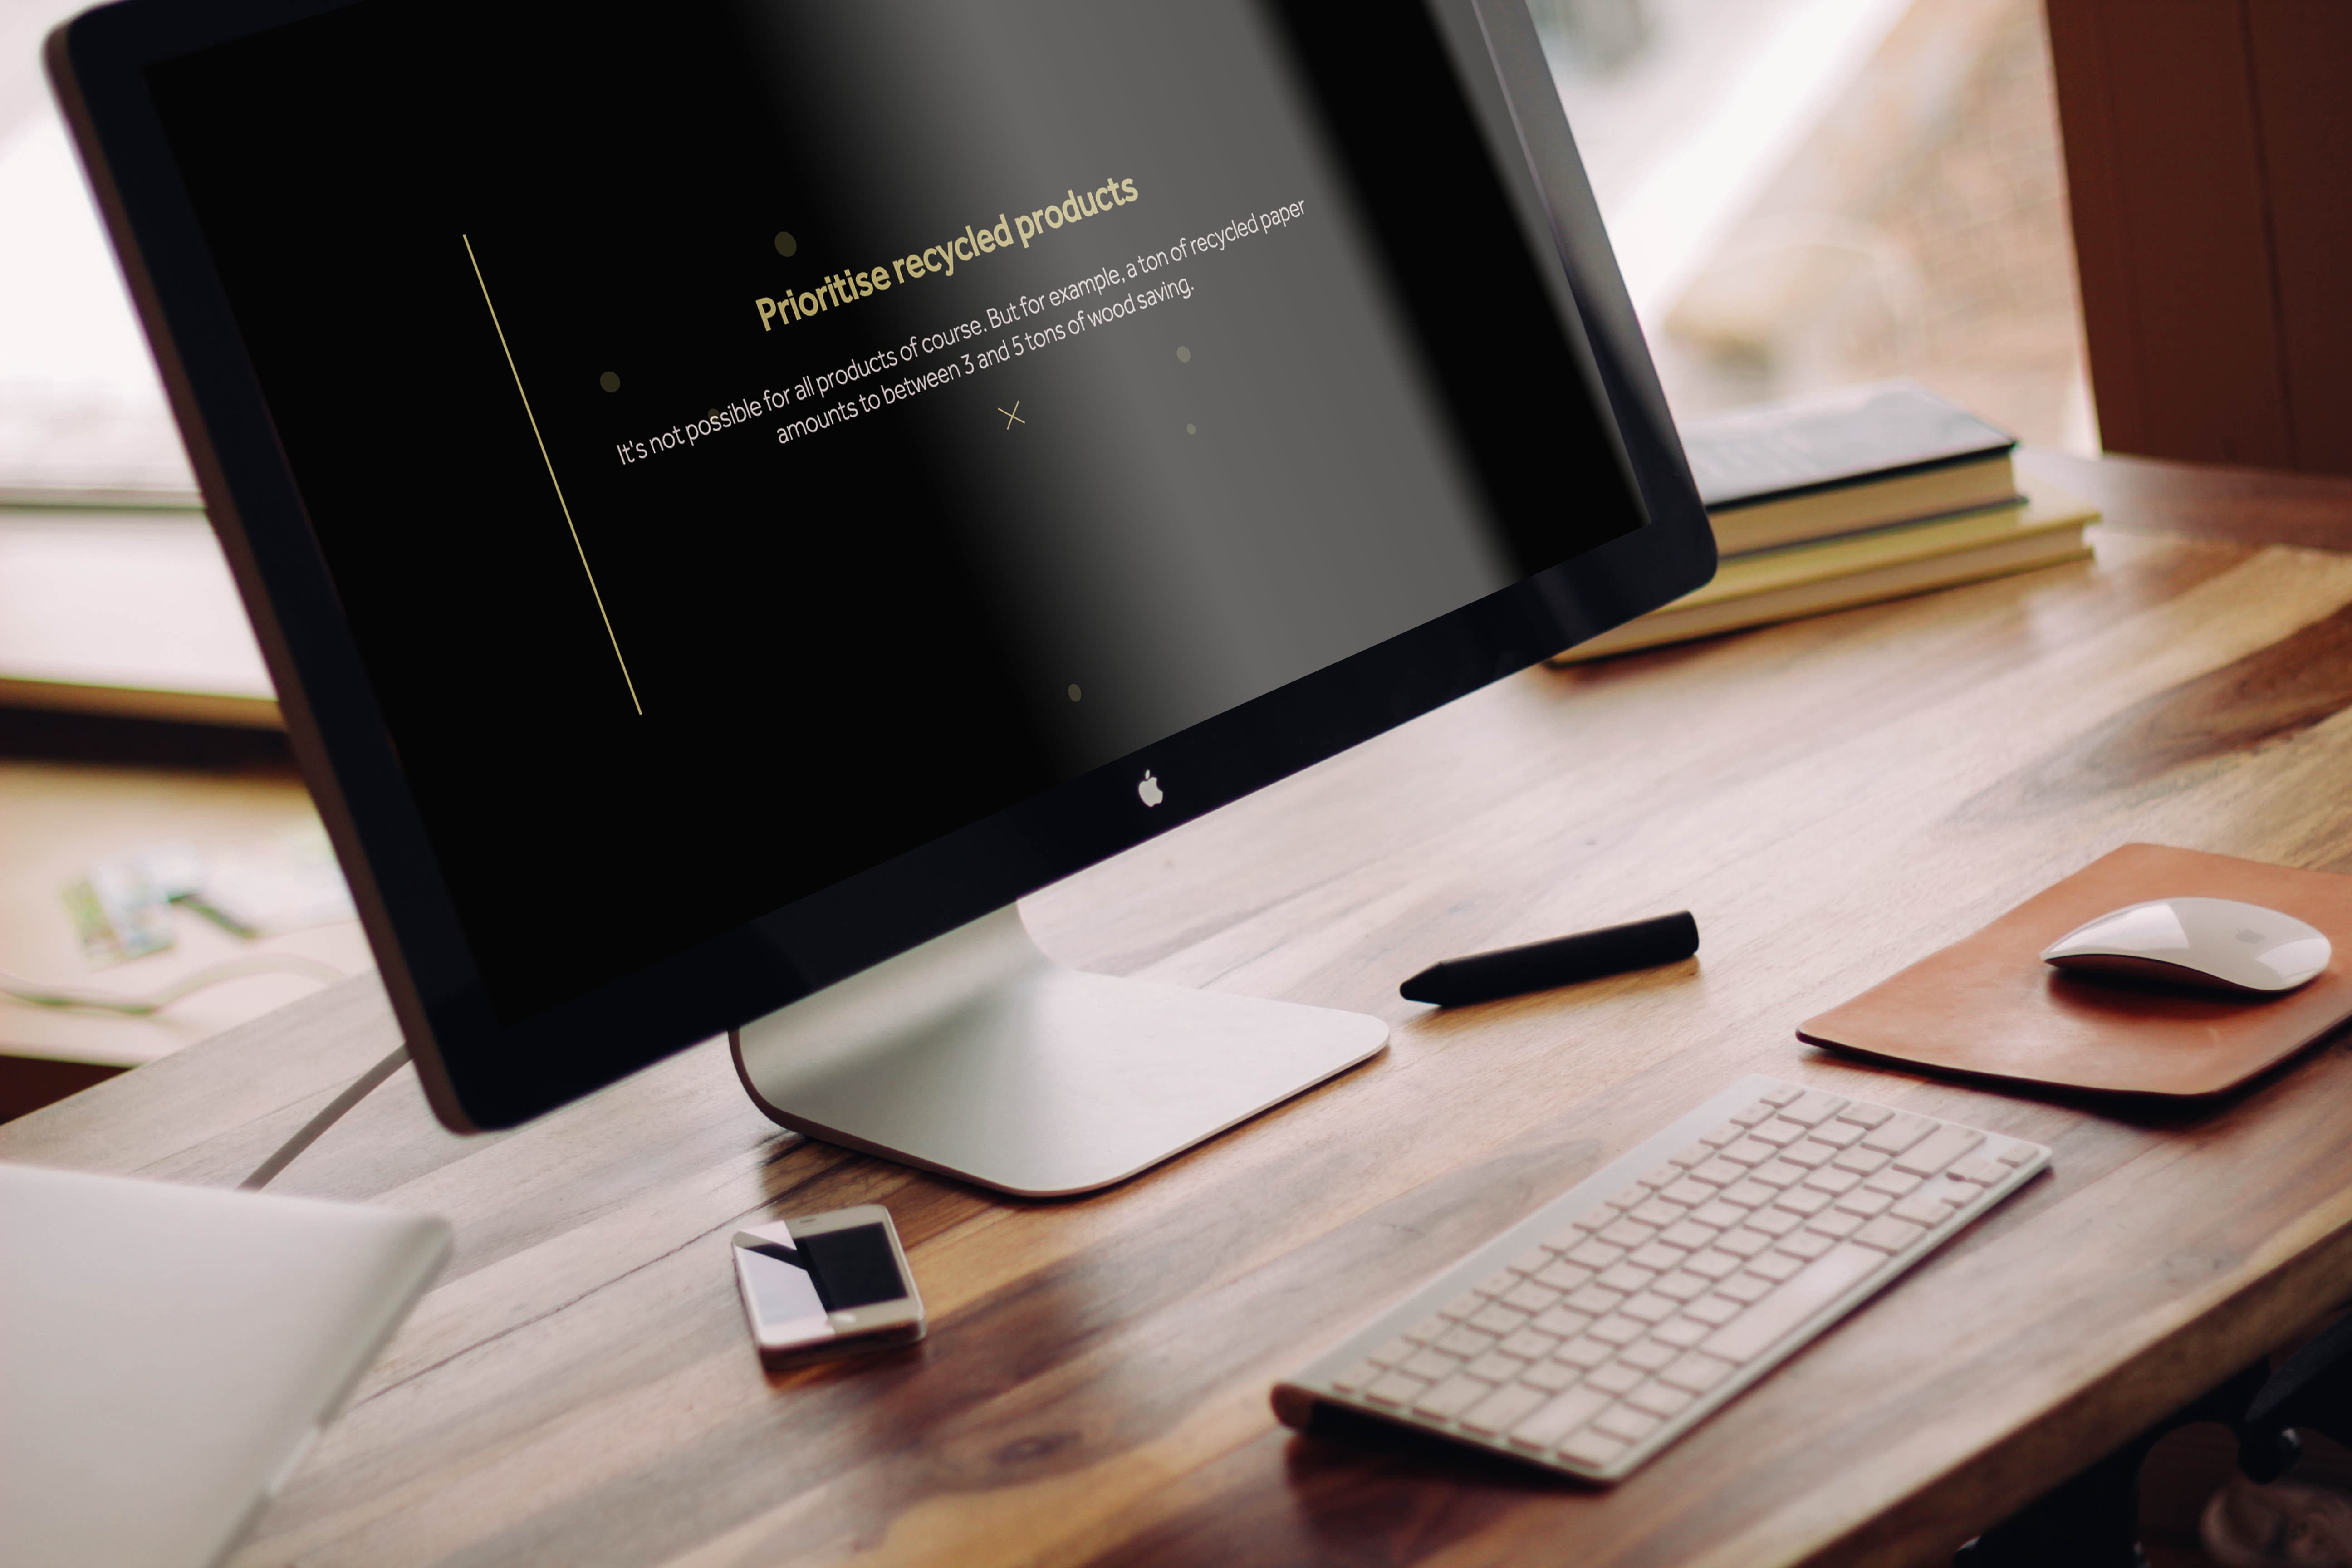 Prioritise recycled products
It's not possible for all products of course. But for example, a ton of recycled paper
amounts to between 3 and 5 tons of wood saving.